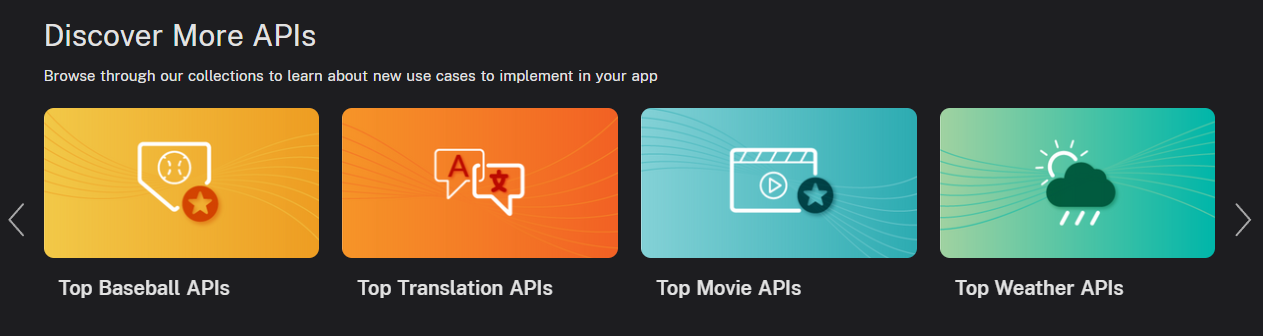 Discover More APIs
Browse through our collections to learn about new use cases to implement in your app
A 文
Top Baseball APIs
Top Translation APIs
Top Movie APIs
Top Weather APIs